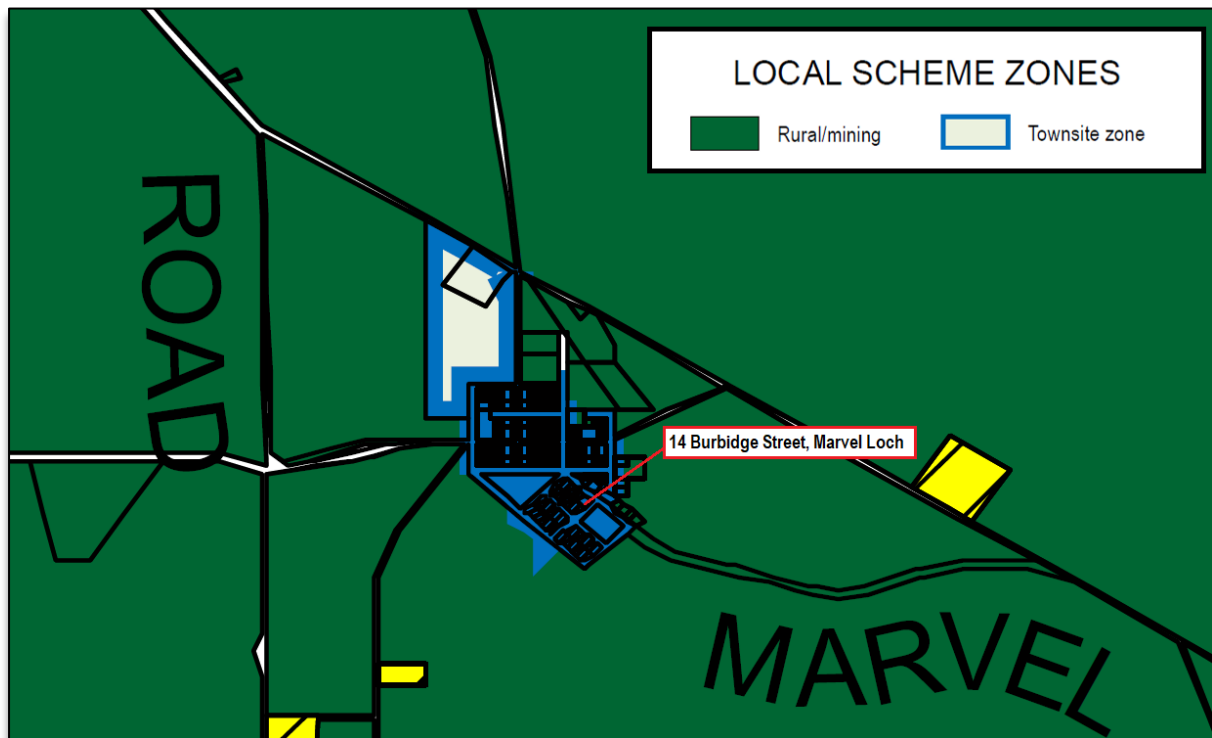 LOCAL SCHEME ZONES
Rural/mining
Townsite zone
ROAD
14 Burbidge Street, Marvel Loch
MARVEL